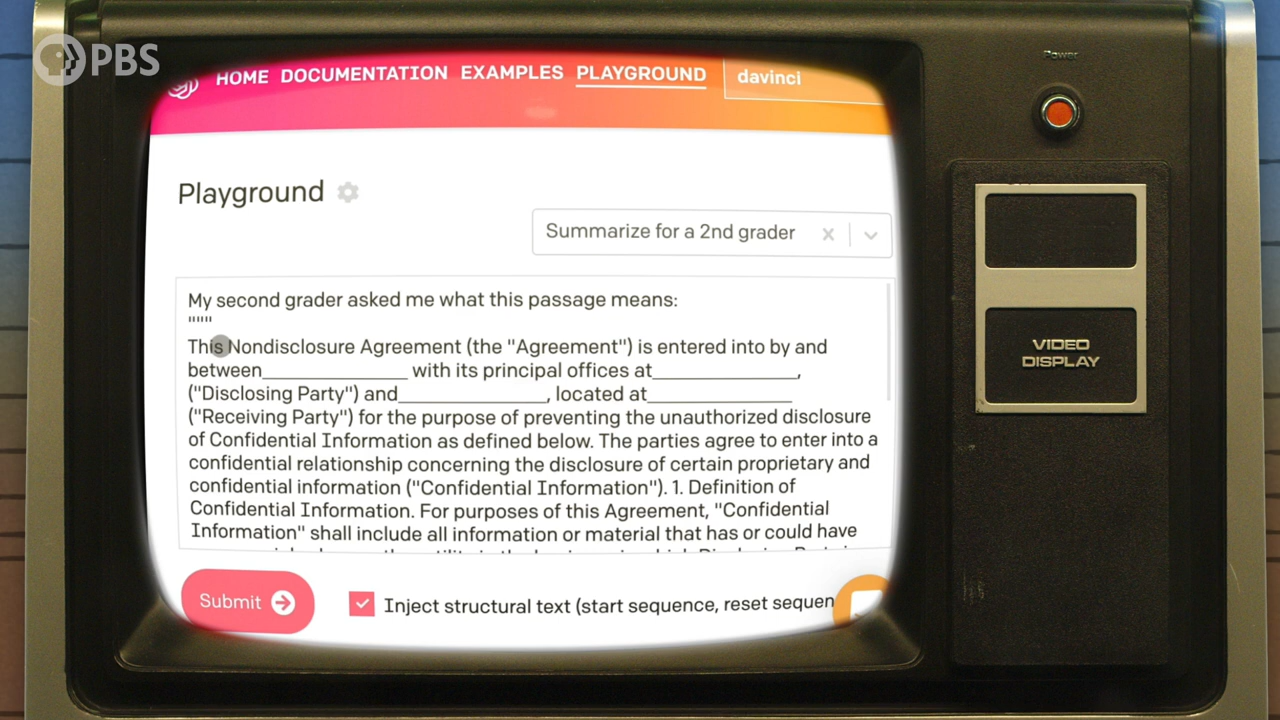 PBS
Power
HOME DOCUMENTATION EXAMPLES PLAYGROUND davinci
Playground
Summarize for a 2nd grader
My second grader asked me what this passage means:
"""
This Nondisclosure Agreement (the "Agreement") is entered into by and
between______________ with its principal offices at______________,
("Disclosing Party") and______________, located at______________
("Receiving Party") for the purpose of preventing the unauthorized disclosure
of Confidential Information as defined below. The parties agree to enter into a
confidential relationship concerning the disclosure of certain proprietary and
confidential information ("Confidential Information"). 1. Definition of
Confidential Information. For purposes of this Agreement, "Confidential
Information" shall include all information or material that has or could have
Submit
Inject structural text (start sequence, reset sequen
VIDEO
DISPLAY